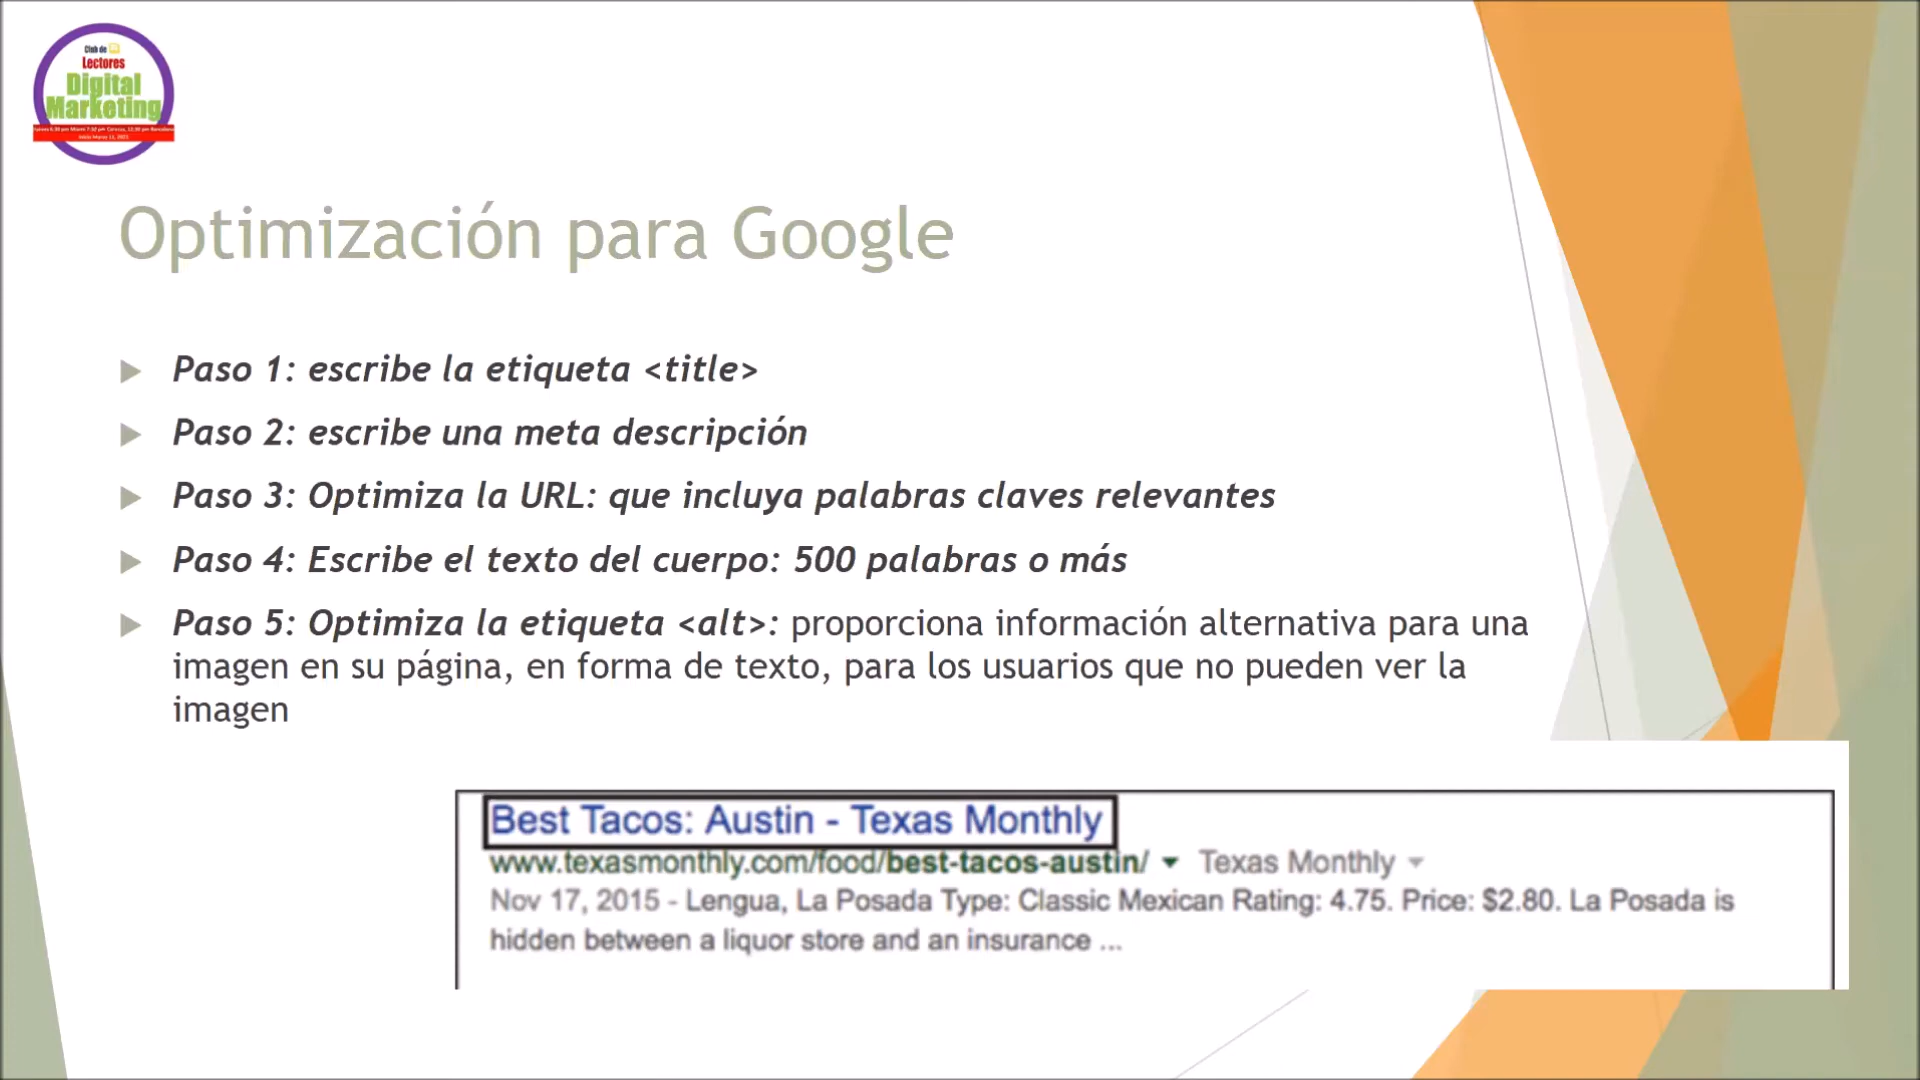 Club de
Lectores
Digital
Marketing
Optimización para Google
Paso 1: escribe la etiqueta <title>
Paso 2: escribe una meta descripción
Paso 3: Optimiza la URL: que incluya palabras claves relevantes
Paso 4: Escribe el texto del cuerpo: 500 palabras o más
Paso 5: Optimiza la etiqueta <alt>: proporciona información alternativa para una
imagen en su página, en forma de texto, para los usuarios que no pueden ver la
imagen
Best Tacos: Austin - Texas Monthly
www.texasmonthly.com/food/best-tacos-austin/ Texas Monthly
Nov 17, 2015 - Lengua, La Posada Type: Classic Mexican Rating: 4.75. Price: $2.80. La Posada is
hidden between a liquor store and an insurance ...